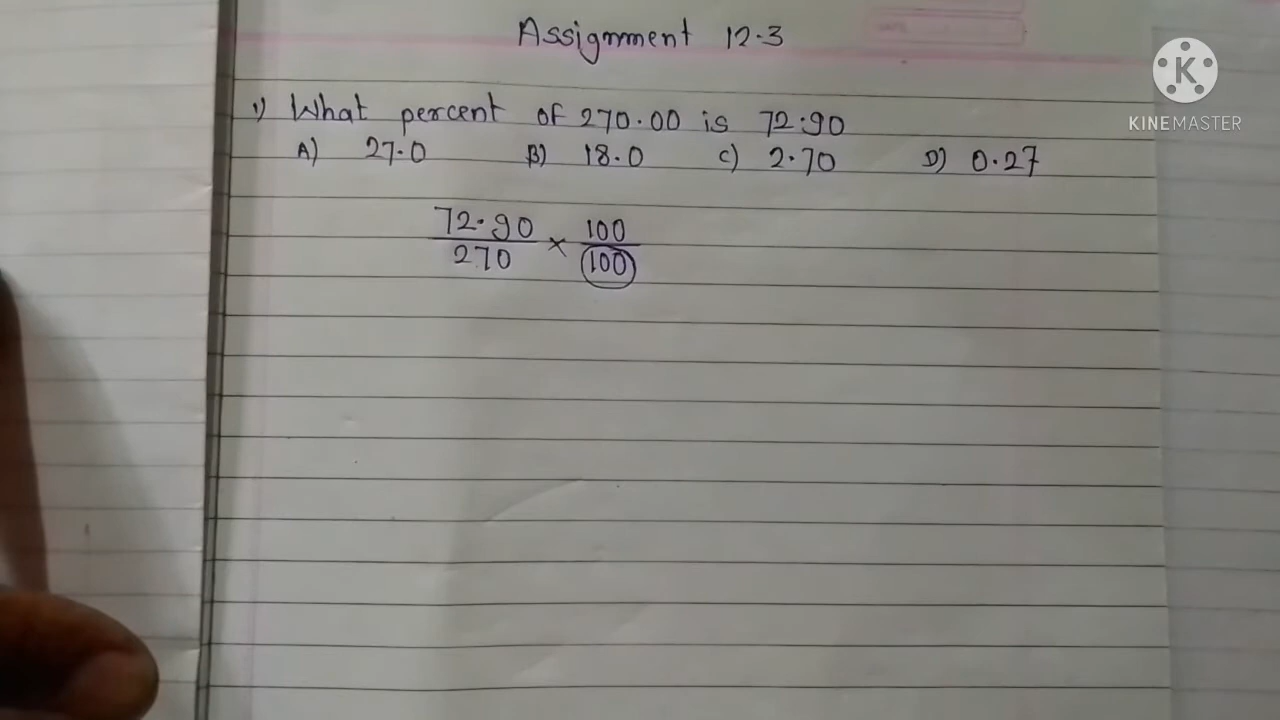 Assignment 12.3
K
KINEMASTER
1) What percent of 270.00 is 72.90
A) 27.0 B) 18.0 C) 2.70 D) 0.27
72.90 / 270 × 100 / 100